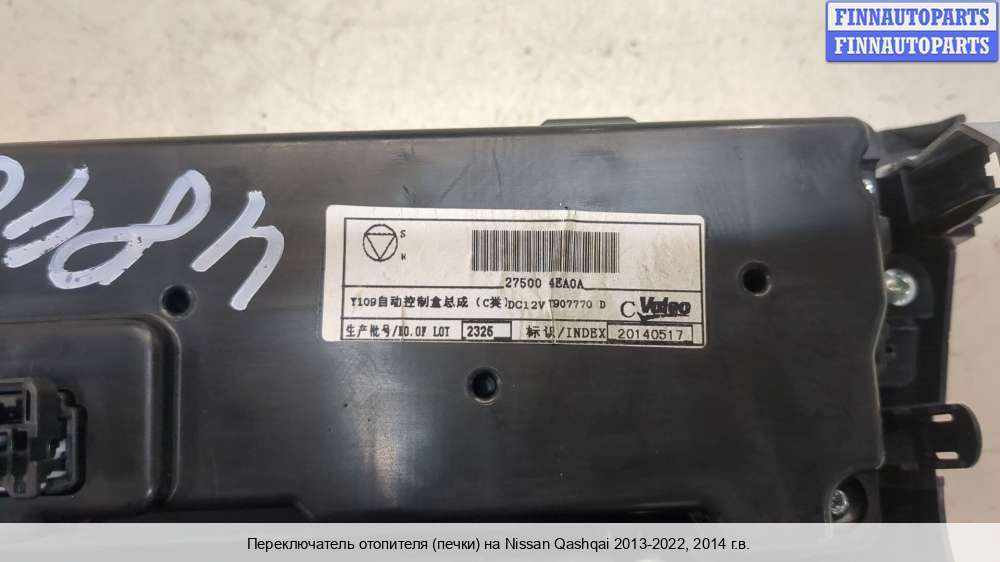 FINNAUTOPARTS
FINNAUTOPARTS
S
27500 4EA0A
Y109自动控制盒总成 (C类)DC12V T907770 D C Valeo
生产批号/NO.OF LOT 2326 标识/INDEX 20140517
Переключатель отопителя (печки) на Nissan Qashqai 2013-2022, 2014 г.в.